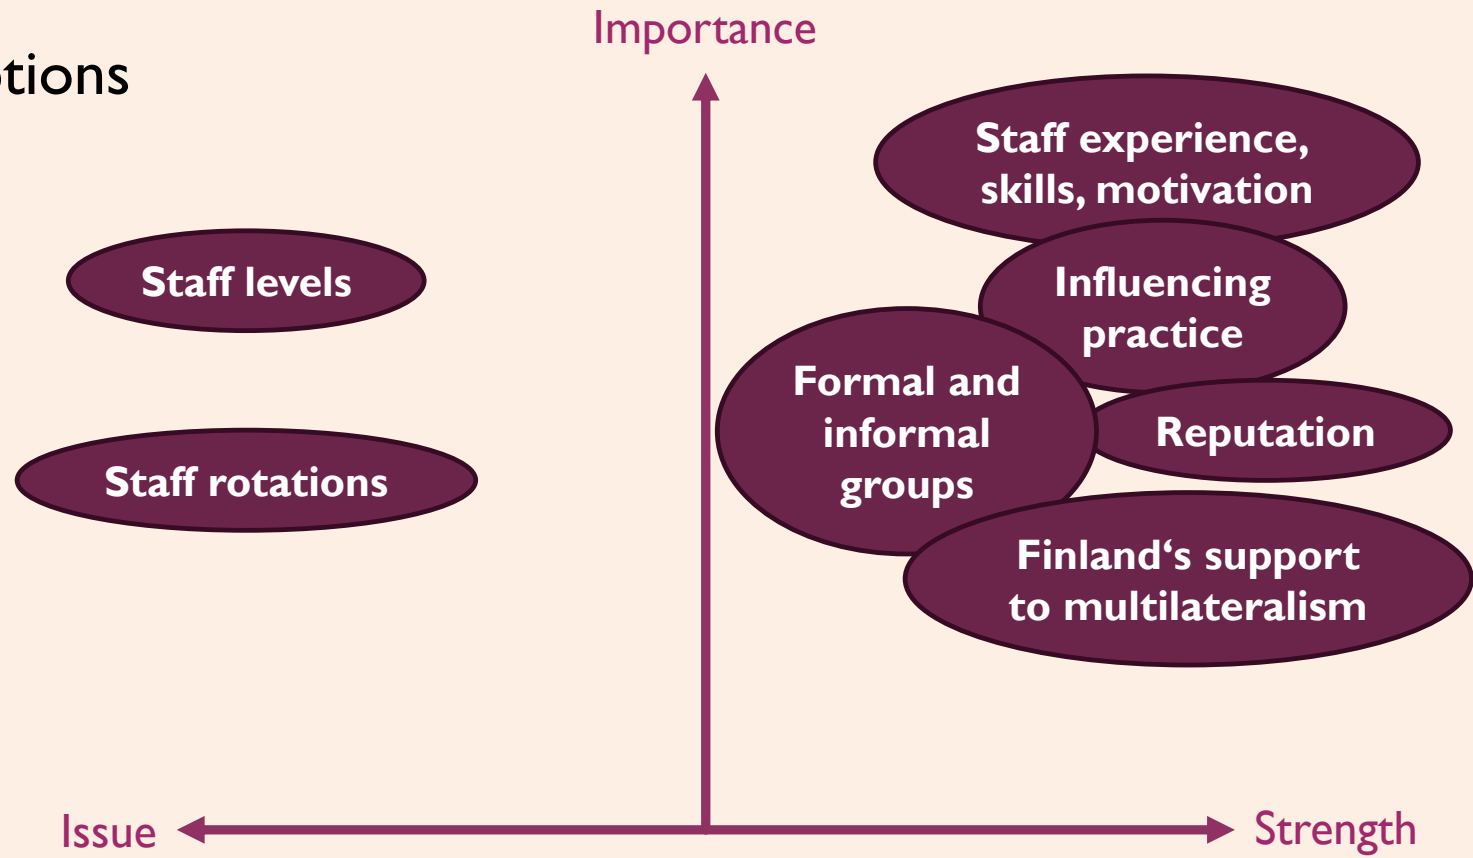 Importance
Staff experience,
skills, motivation
Staff levels
Influencing
practice
Formal and
informal
groups
Reputation
Staff rotations
Finland‘s support
to multilateralism
Issue
Strength